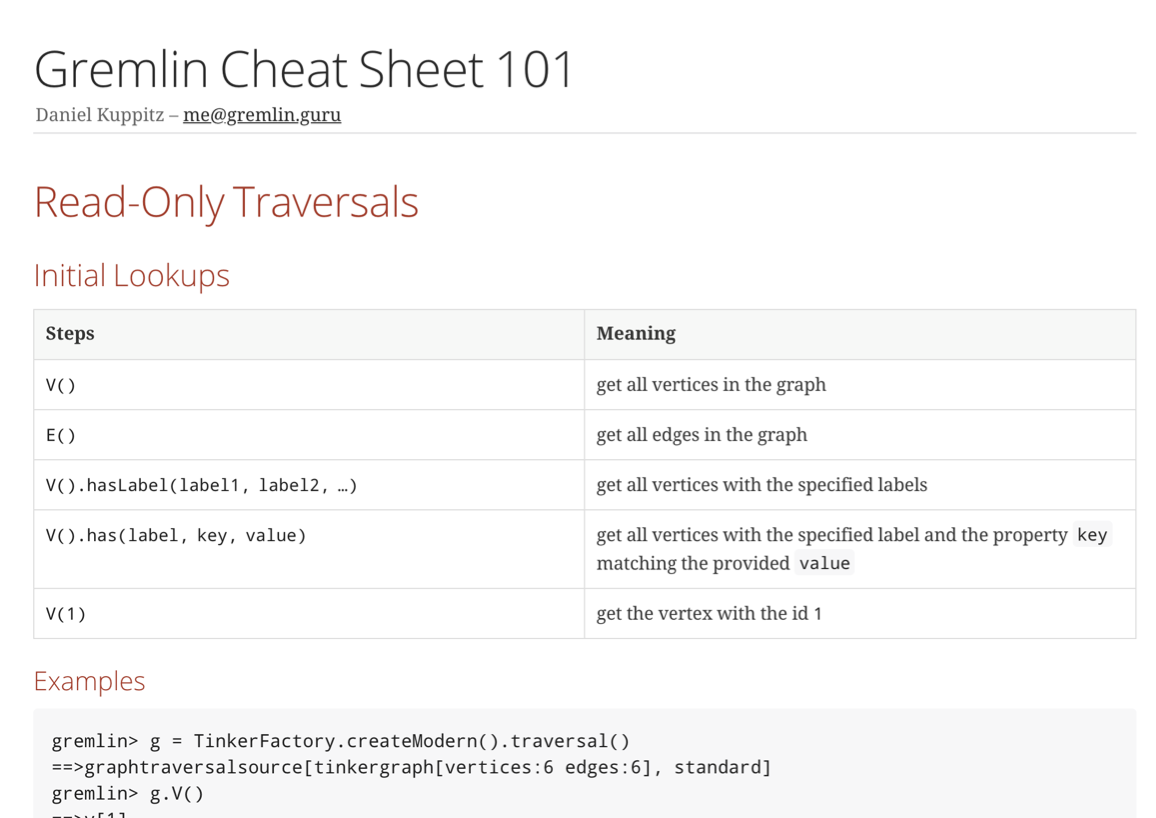 Gremlin Cheat Sheet 101
Daniel Kuppitz – me@gremlin.guru
Read-Only Traversals
Initial Lookups
Steps Meaning
V() get all vertices in the graph
E() get all edges in the graph
V().hasLabel(label1, label2, …) get all vertices with the specified labels
V().has(label, key, value) get all vertices with the specified label and the property key
matching the provided value
V(1) get the vertex with the id 1
Examples
gremlin> g = TinkerFactory.createModern().traversal()
==>graphtraversalsource[tinkergraph[vertices:6 edges:6], standard]
gremlin> g.V()
==>v[1]